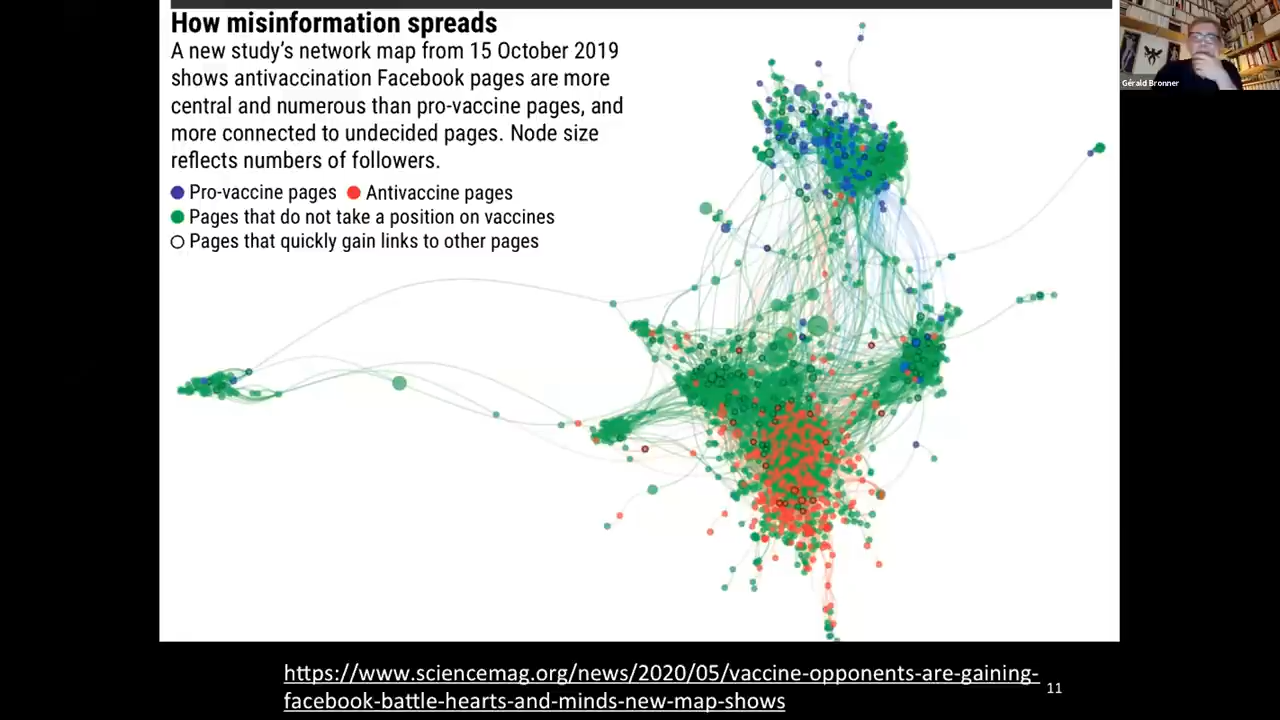 How misinformation spreads
A new study's network map from 15 October 2019
shows antivaccination Facebook pages are more
central and numerous than pro-vaccine pages, and
more connected to undecided pages. Node size
reflects numbers of followers.
Pro-vaccine pages Antivaccine pages
Pages that do not take a position on vaccines
Pages that quickly gain links to other pages
Gérald Bronner
https://www.sciencemag.org/news/2020/05/vaccine-opponents-are-gaining-
facebook-battle-hearts-and-minds-new-map-shows
11